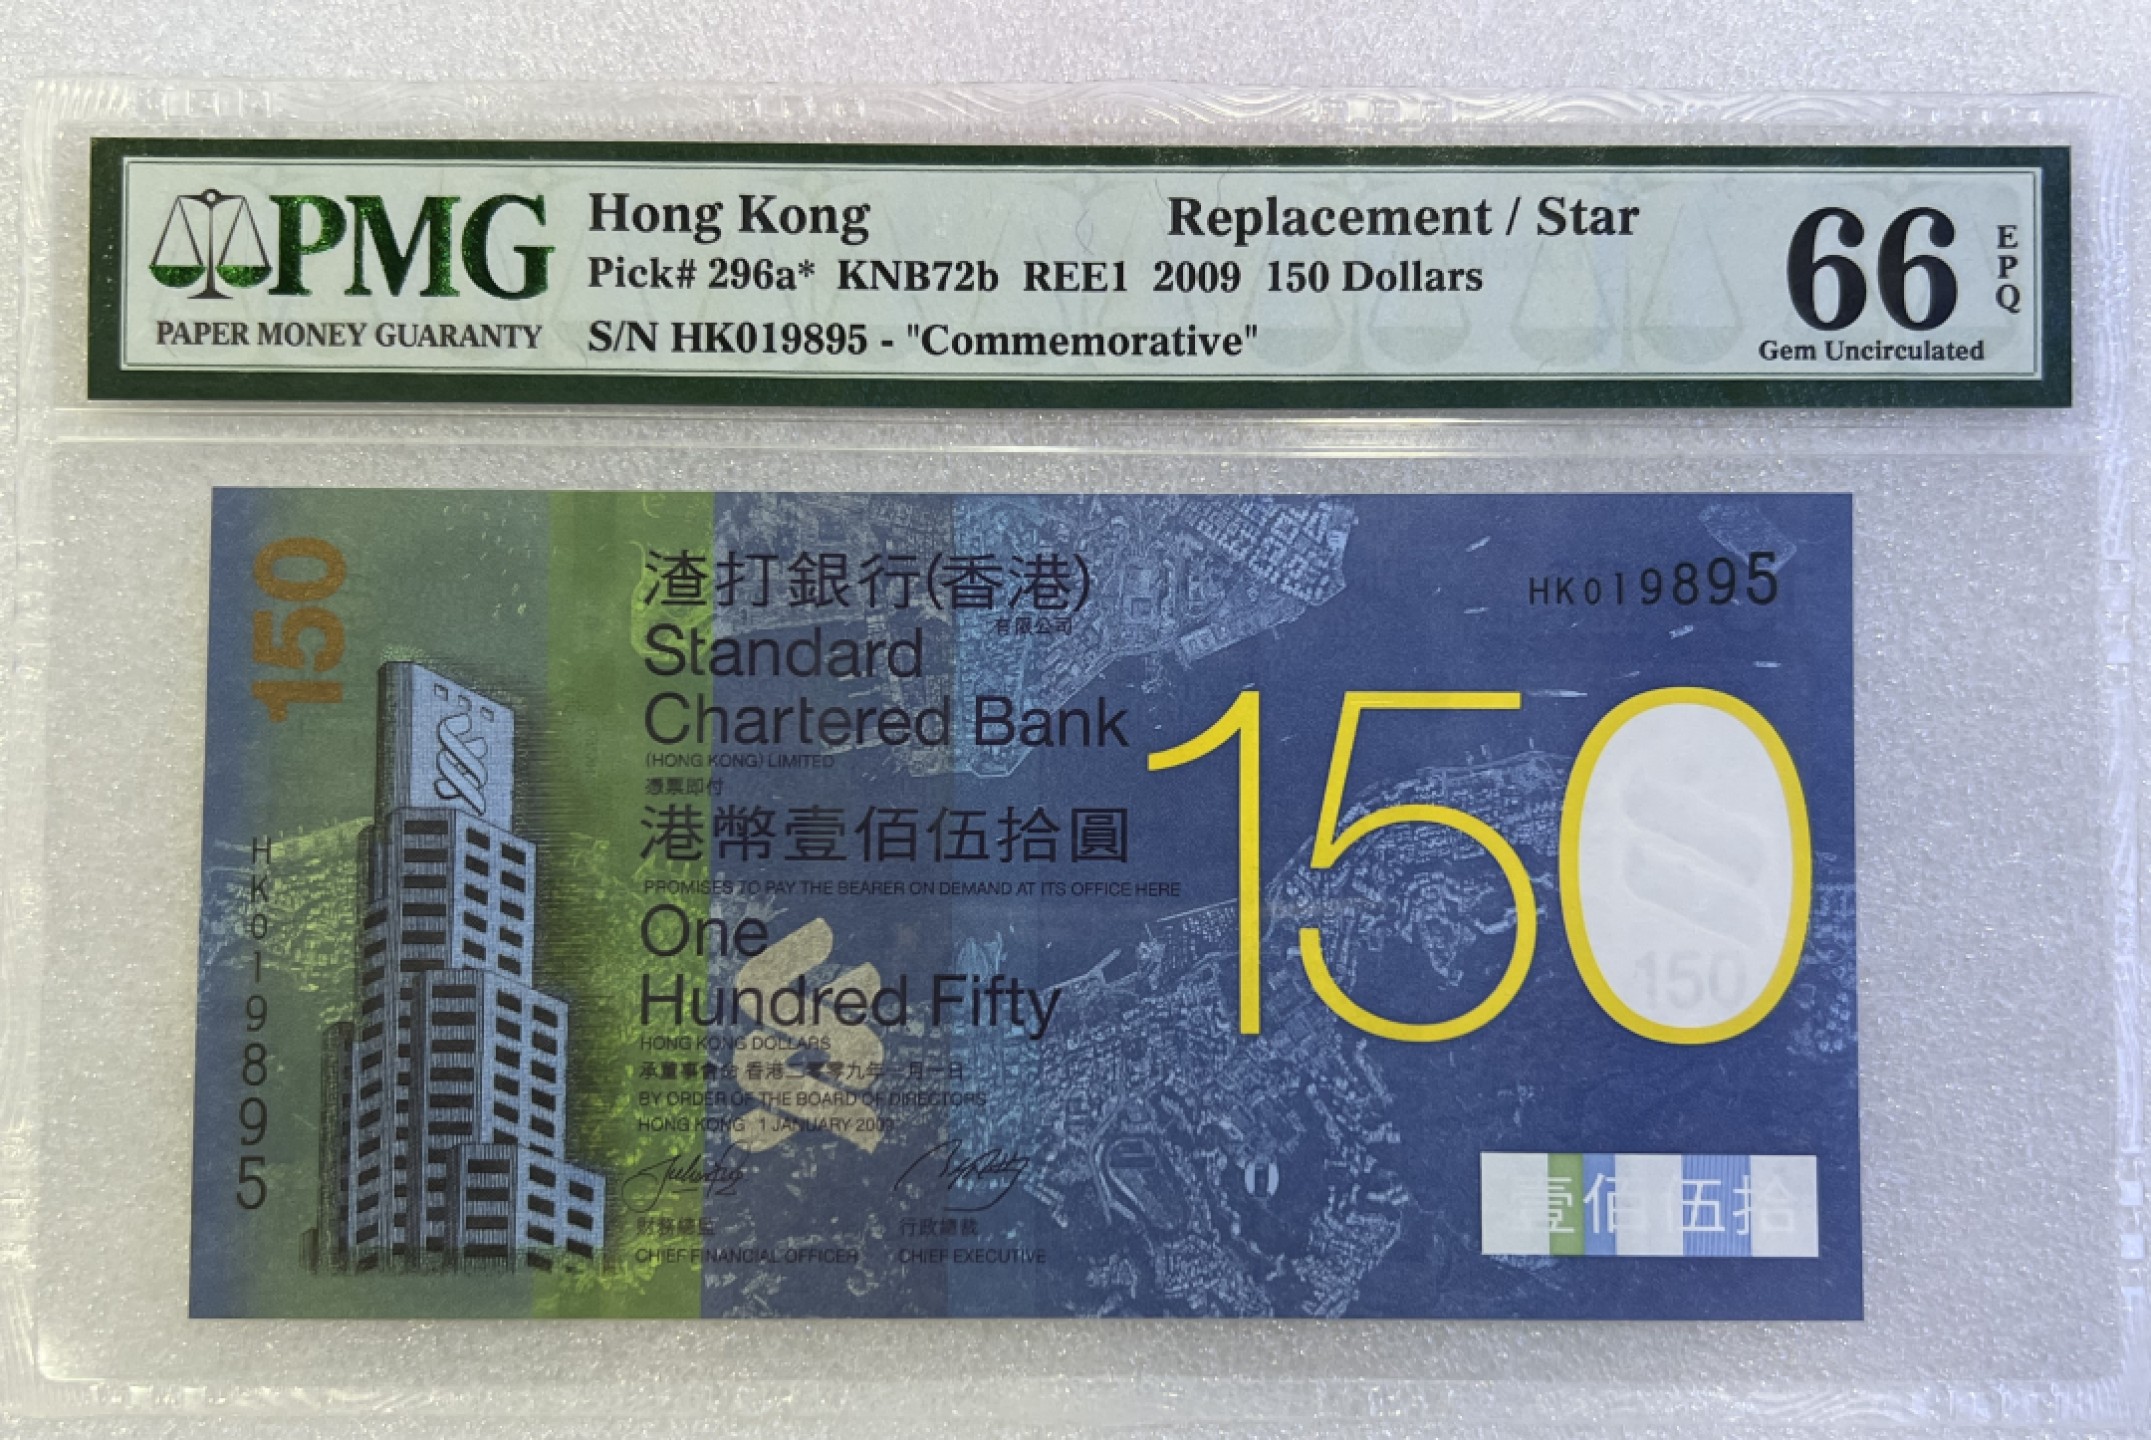 PMG
PAPER MONEY GUARANTY
Hong Kong Replacement / Star
Pick# 296a* KNB72b REE1 2009 150 Dollars
S/N HK019895 - "Commemorative"
66
EPQ
Gem Uncirculated
150
渣打銀行(香港)
有限公司
HK019895
Standard
Chartered Bank
(HONG KONG) LIMITED
憑票即付
港幣壹佰伍拾圓
PROMISES TO PAY THE BEARER ON DEMAND AT ITS OFFICE HERE
One
Hundred Fifty
HONG KONG DOLLARS
承董事會命 香港二零零九年一月一日
BY ORDER OF THE BOARD OF DIRECTORS
HONG KONG 1 JANUARY 2009
財務總監 行政總裁
CHIEF FINANCIAL OFFICER CHIEF EXECUTIVE
150
150
壹佰伍拾
HK019895